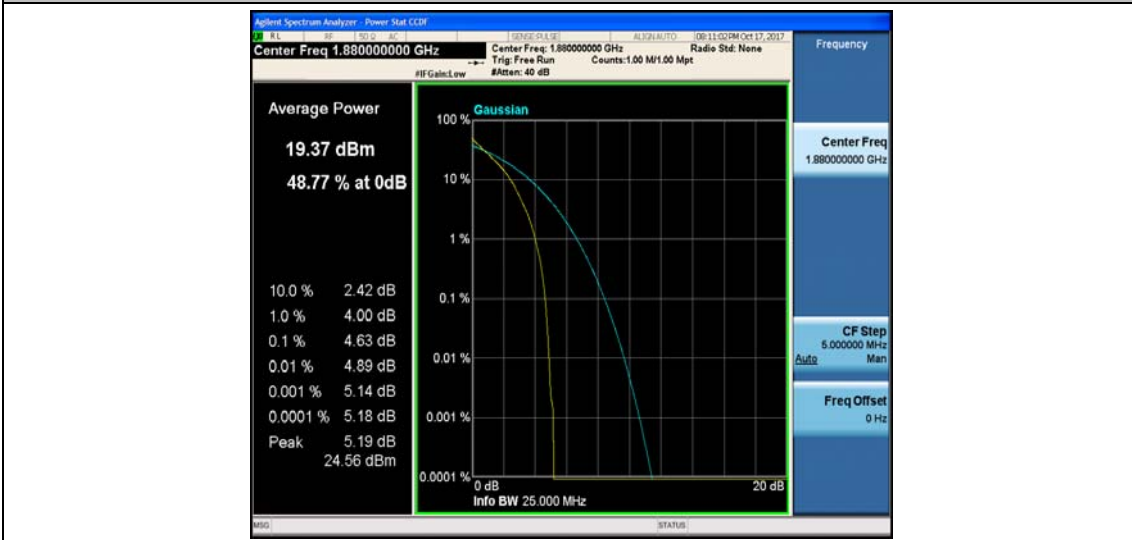 Agilent Spectrum Analyzer - Power Stat CCDF
RL RF 50 Ω AC SENSE:PULSE ALIGNAUTO 08:11:02PM Oct 17, 2017
Center Freq 1.880000000 GHz
Center Freq: 1.880000000 GHz Radio Std: None
Trig: Free Run Counts:1.00 M/1.00 Mpt
#IFGain:Low #Atten: 40 dB
Frequency
Average Power
19.37 dBm
48.77 % at 0dB
10.0 % 2.42 dB
1.0 % 4.00 dB
0.1 % 4.63 dB
0.01 % 4.89 dB
0.001 % 5.14 dB
0.0001 % 5.18 dB
Peak 5.19 dB
24.56 dBm
Gaussian
100 %
10 %
1 %
0.1 %
0.01 %
0.001 %
0.0001 %
0 dB 20 dB
Info BW 25.000 MHz
Center Freq
1.880000000 GHz
CF Step
5.000000 MHz
Auto Man
Freq Offset
0 Hz
MSG STATUS